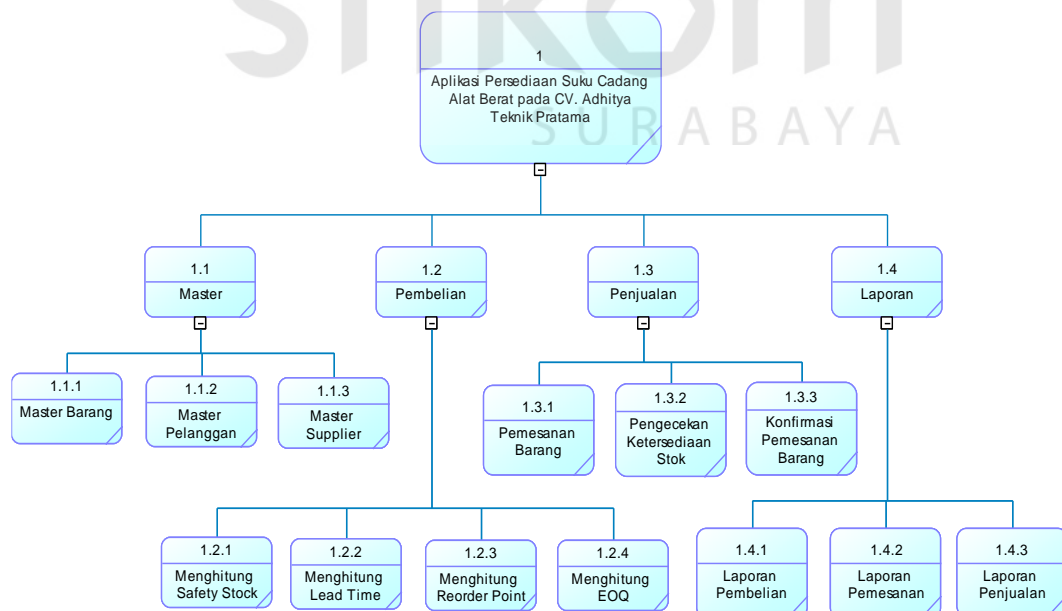 stikom
SURABAYA
1
Aplikasi Persediaan Suku Cadang
Alat Berat pada CV. Adhitya
Teknik Pratama
1.1
Master
1.2
Pembelian
1.3
Penjualan
1.4
Laporan
1.1.1
Master Barang
1.1.2
Master
Pelanggan
1.1.3
Master
Supplier
1.3.1
Pemesanan
Barang
1.3.2
Pengecekan
Ketersediaan
Stok
1.3.3
Konfirmasi
Pemesanan
Barang
1.2.1
Menghitung
Safety Stock
1.2.2
Menghitung
Lead Time
1.2.3
Menghitung
Reorder Point
1.2.4
Menghitung
EOQ
1.4.1
Laporan
Pembelian
1.4.2
Laporan
Pemesanan
1.4.3
Laporan
Penjualan